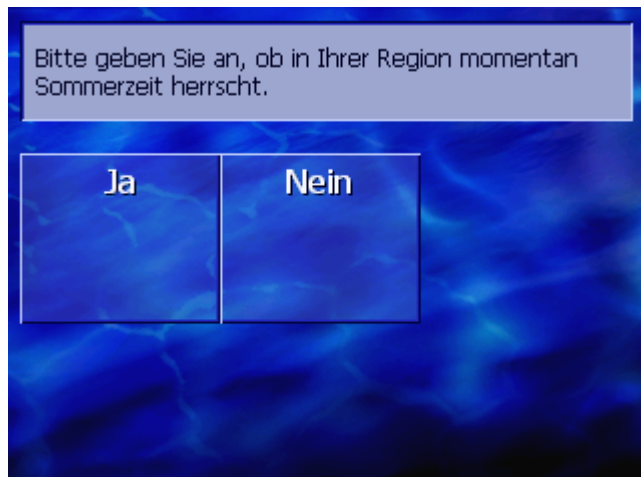 Bitte geben Sie an, ob in Ihrer Region momentan
Sommerzeit herrscht.
Ja
Nein